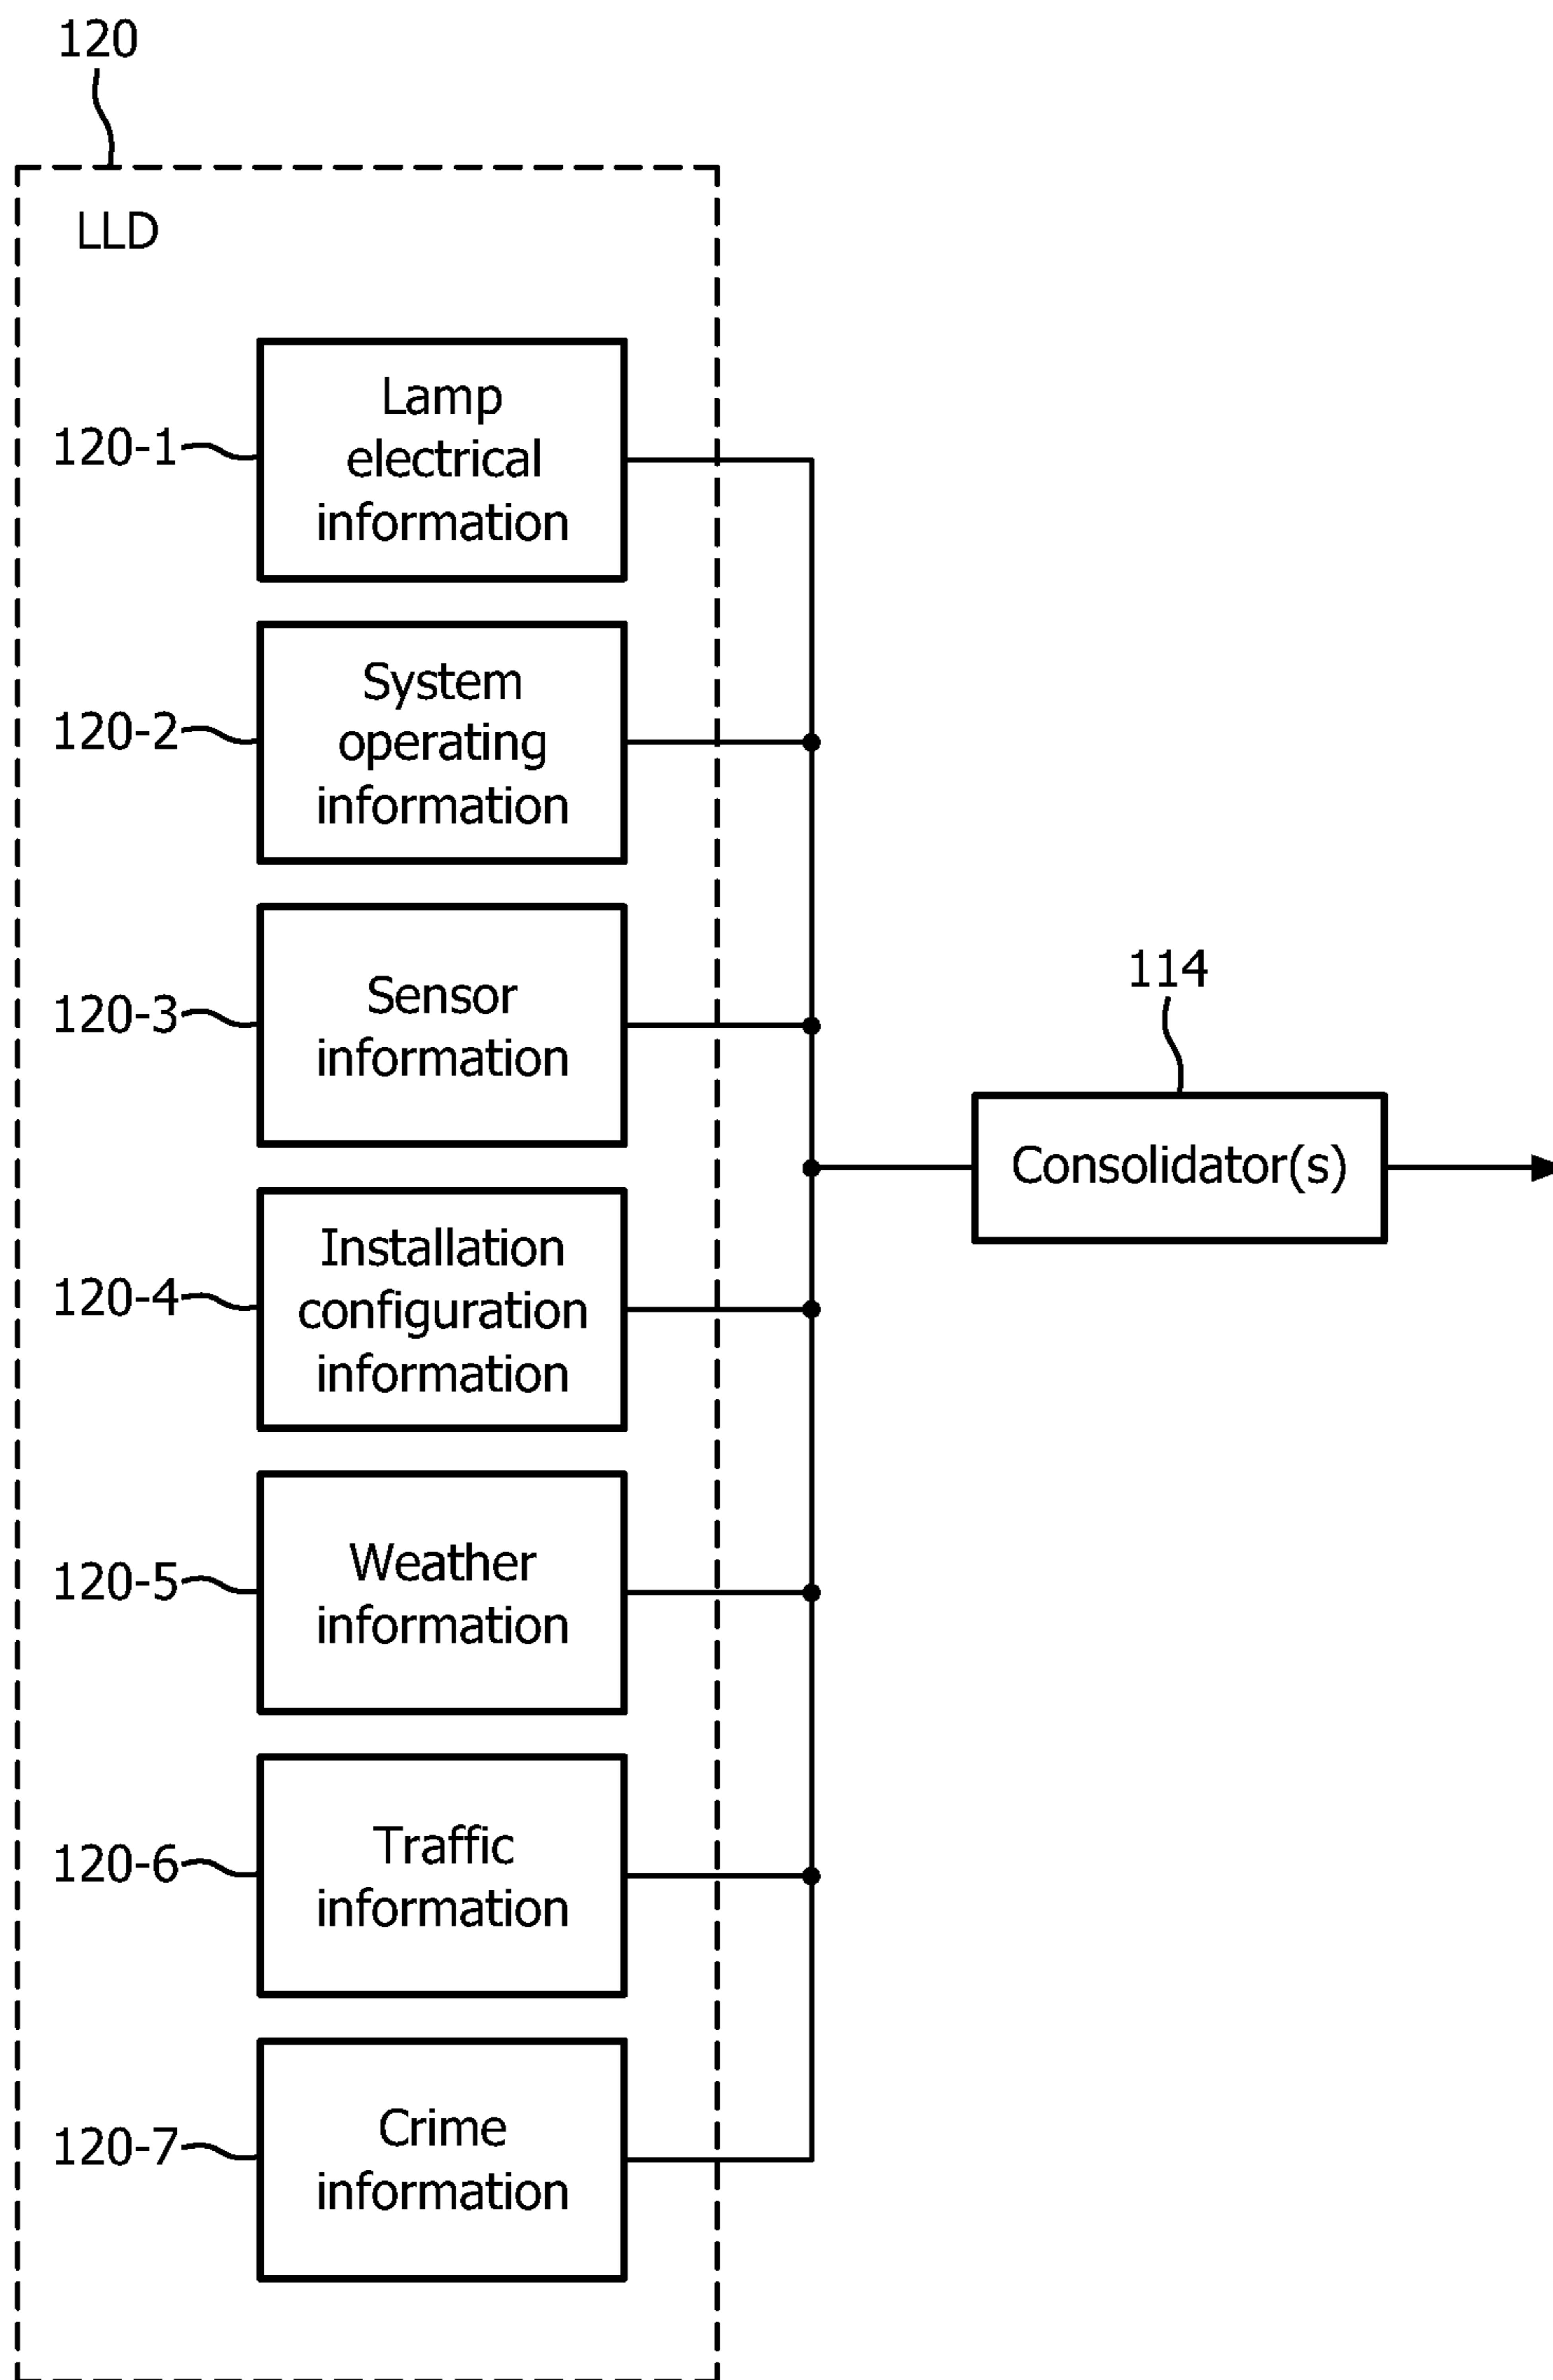 120
LLD
120-1
Lamp
electrical
information
120-2
System
operating
information
120-3
Sensor
information
114
Consolidator(s)
120-4
Installation
configuration
information
120-5
Weather
information
120-6
Traffic
information
120-7
Crime
information